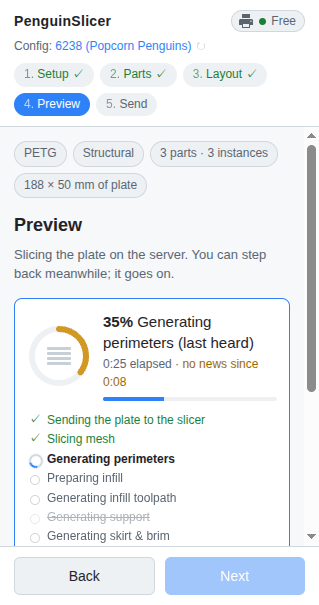 PenguinSlicer
Free
Config: 6238 (Popcorn Penguins)
1. Setup ✓
2. Parts ✓
3. Layout ✓
4. Preview
5. Send
PETG
Structural
3 parts · 3 instances
188 × 50 mm of plate
Preview
Slicing the plate on the server. You can step
back meanwhile; it goes on.
35% Generating
perimeters (last heard)
0:25 elapsed · no news since
0:08
✓ Sending the plate to the slicer
✓ Slicing mesh
Generating perimeters
Preparing infill
Generating infill toolpath
Generating support
Generating skirt & brim
Back
Next